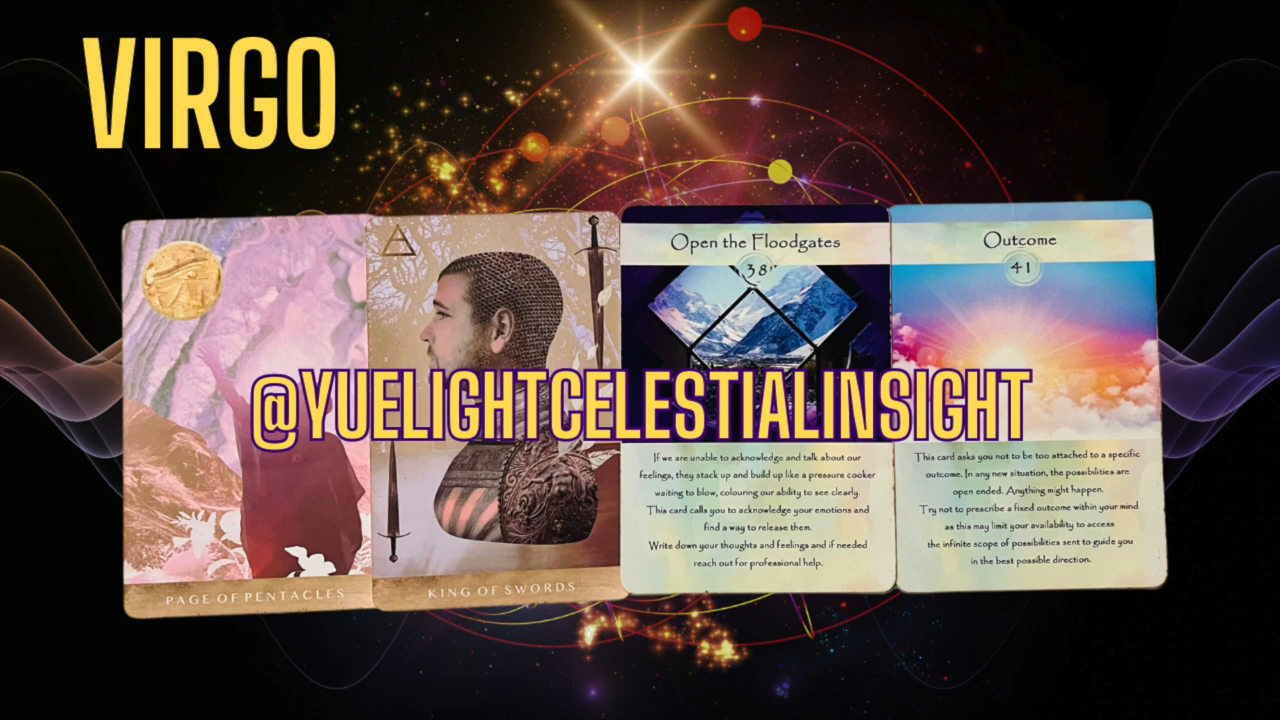 VIRGO
PAGE OF PENTACLES
KING OF SWORDS
Open the Floodgates
38
If we are unable to acknowledge and talk about our
feelings, they stack up and build up like a pressure cooker
waiting to blow, colouring our ability to see clearly.
This card calls you to acknowledge your emotions and
find a way to release them.
Write down your thoughts and feelings and if needed
reach out for professional help.
Outcome
41
This card asks you not to be too attached to a specific
outcome. In any new situation, the possibilities are
open ended. Anything might happen.
Try not to prescribe a fixed outcome within your mind
as this may limit your availability to access
the infinite scope of possibilities sent to guide you
in the best possible direction.
@YUELIGHTCELESTIALINSIGHT